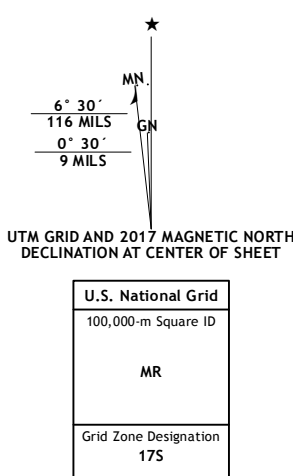 MN.
6° 30´
116 MILS
GN
0° 30´
9 MILS
UTM GRID AND 2017 MAGNETIC NORTH
DECLINATION AT CENTER OF SHEET
U.S. National Grid
100,000-m Square ID
MR
Grid Zone Designation
17S